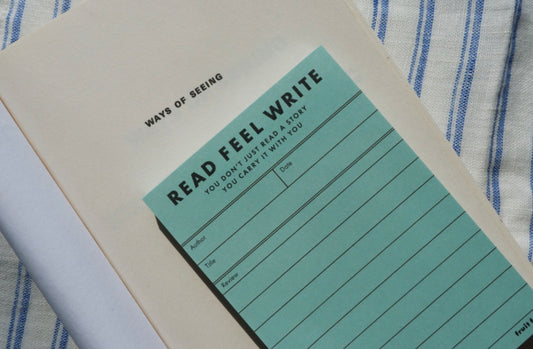 WAYS OF SEEING
READ FEEL WRITE
YOU DON'T JUST READ A STORY
YOU CARRY IT WITH YOU
Date
Author
Title
Review
fruit